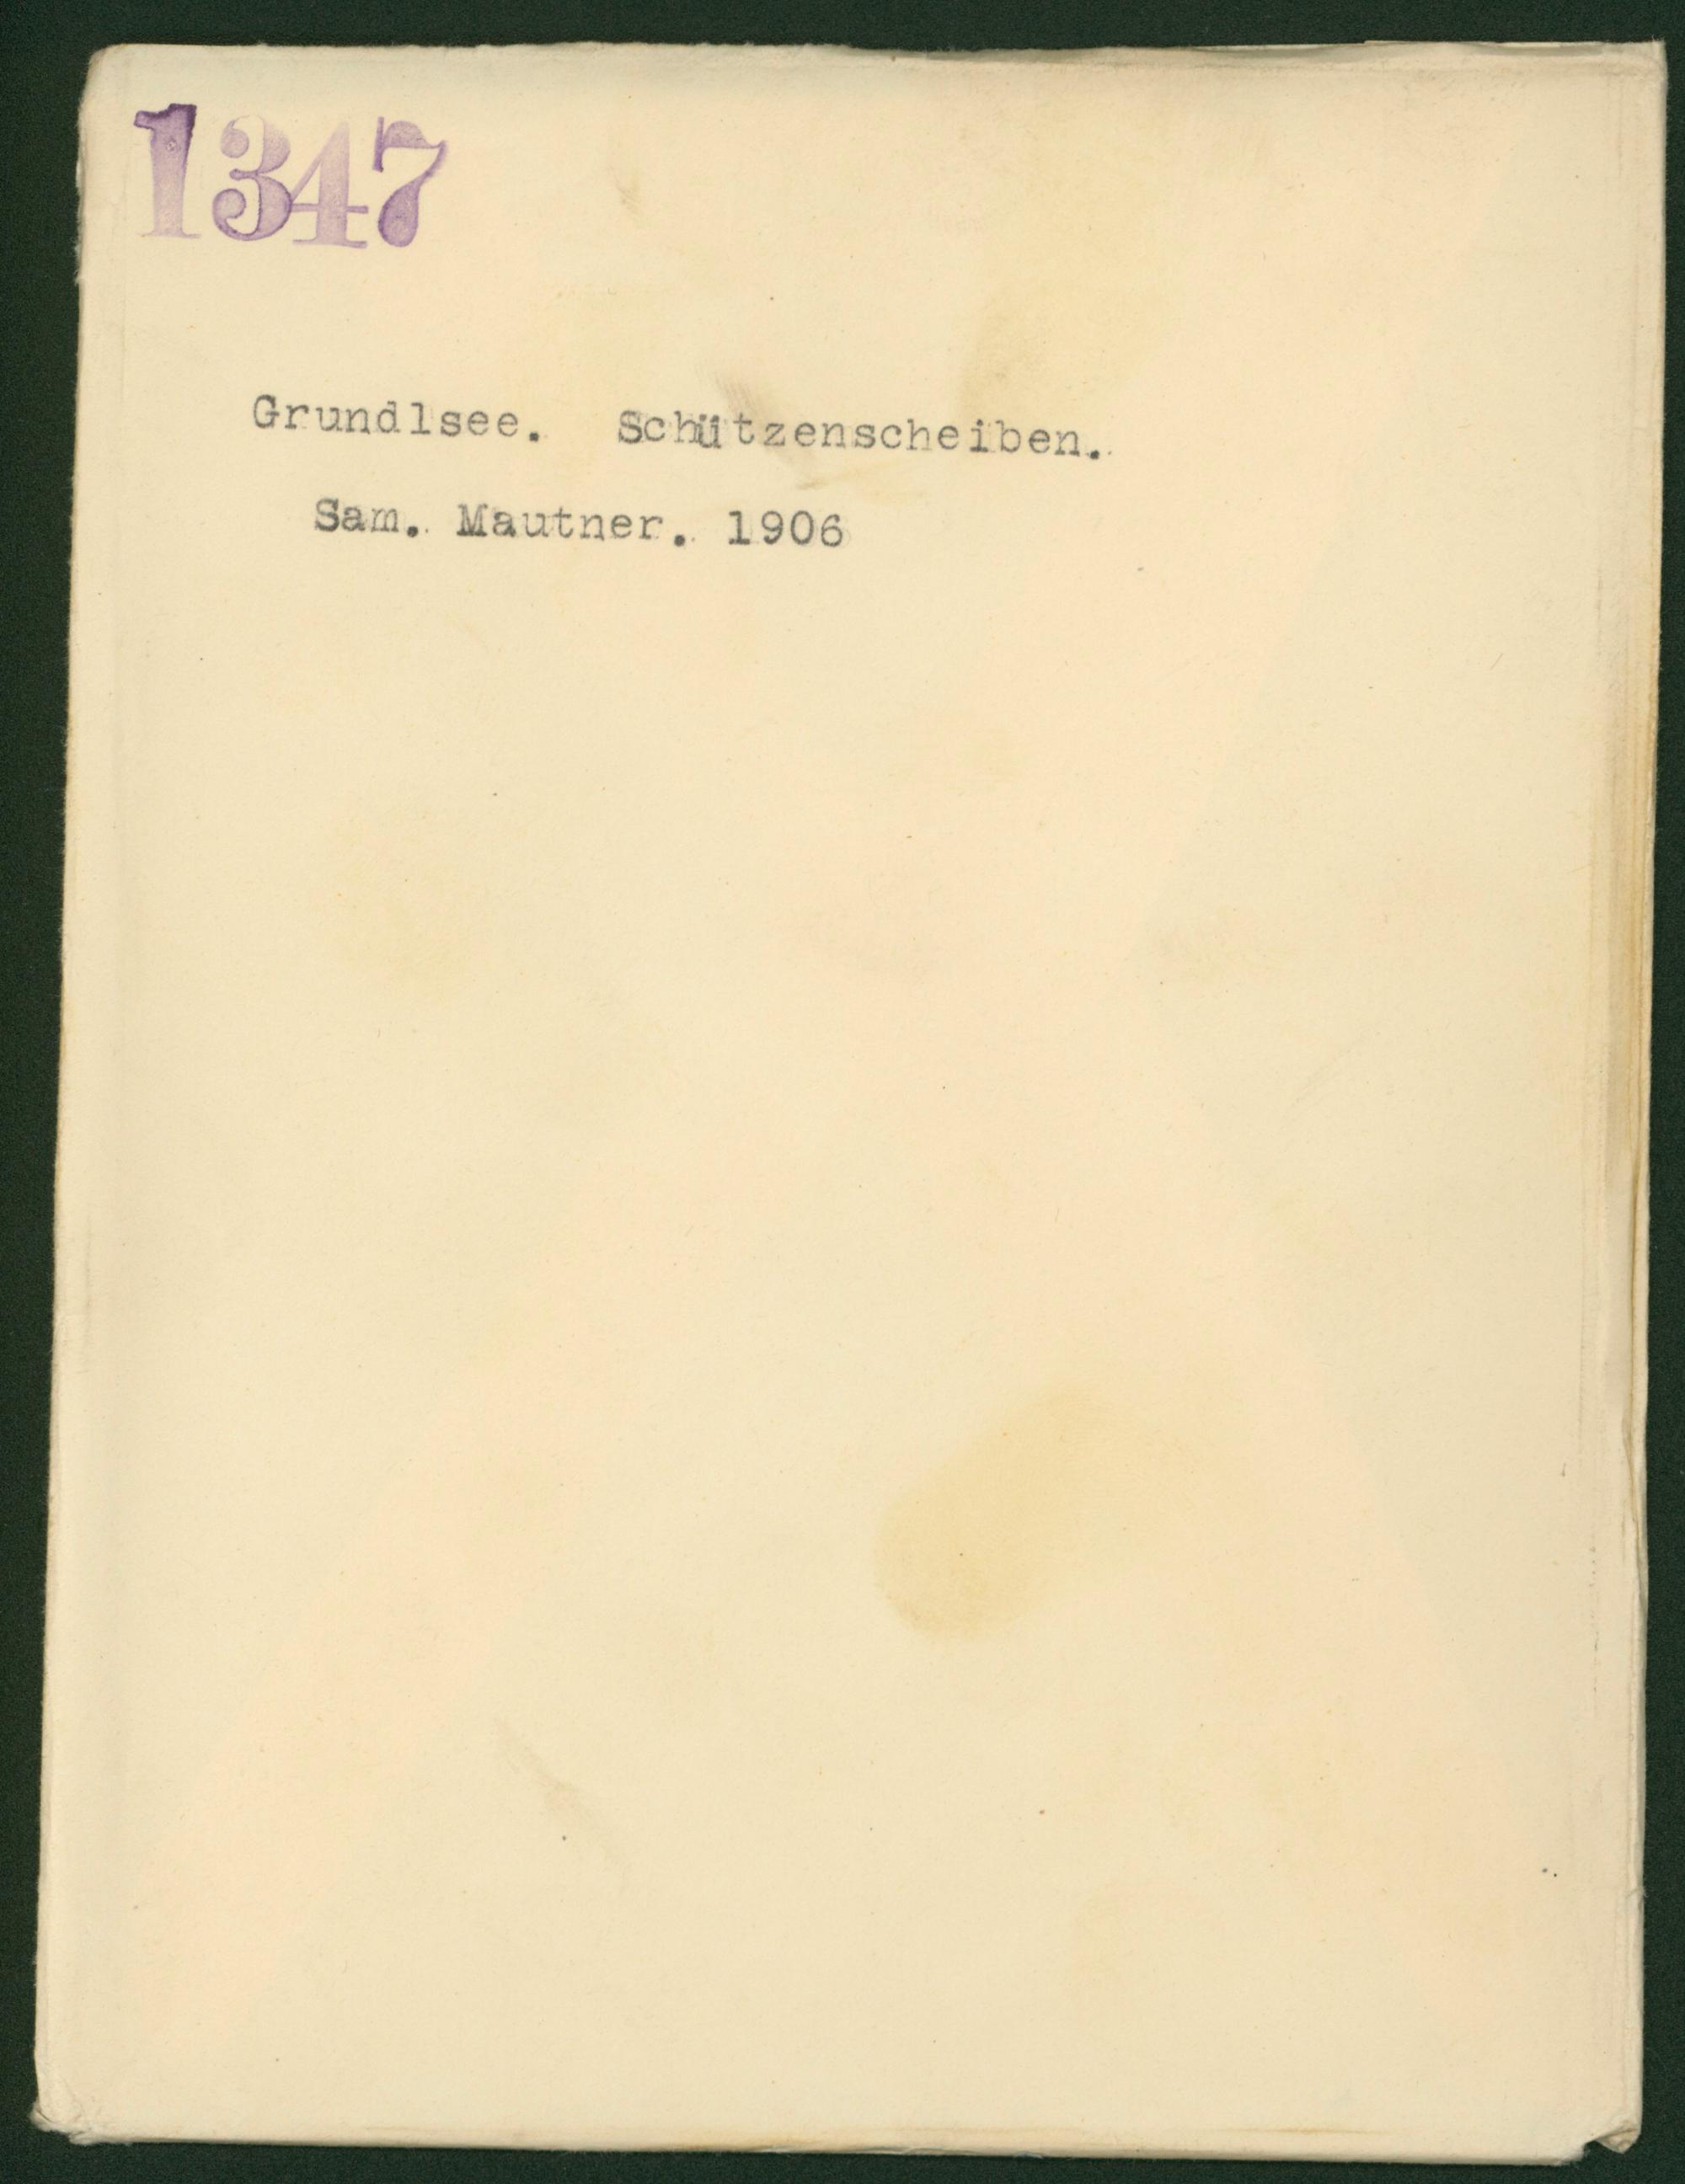 1347
Grundlsee. Schützenscheiben.
Sam. Mautner. 1906